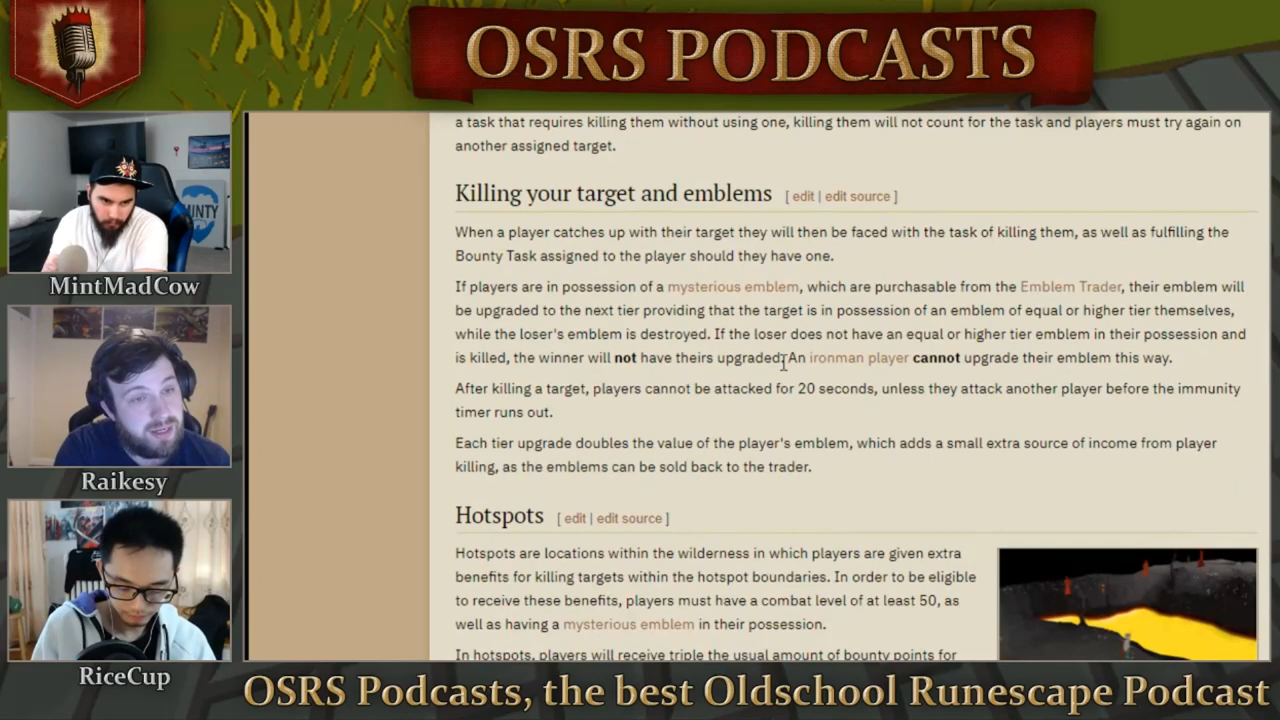 OSRS PODCASTS
a task that requires killing them without using one, killing them will not count for the task and players must try again on
another assigned target.
Killing your target and emblems [ edit | edit source ]
When a player catches up with their target they will then be faced with the task of killing them, as well as fulfilling the
Bounty Task assigned to the player should they have one.
If players are in possession of a mysterious emblem, which are purchasable from the Emblem Trader, their emblem will
be upgraded to the next tier providing that the target is in possession of an emblem of equal or higher tier themselves,
while the loser's emblem is destroyed. If the loser does not have an equal or higher tier emblem in their possession and
is killed, the winner will not have theirs upgraded. An ironman player cannot upgrade their emblem this way.
After killing a target, players cannot be attacked for 20 seconds, unless they attack another player before the immunity
timer runs out.
Each tier upgrade doubles the value of the player's emblem, which adds a small extra source of income from player
killing, as the emblems can be sold back to the trader.
Hotspots [ edit | edit source ]
Hotspots are locations within the wilderness in which players are given extra
benefits for killing targets within the hotspot boundaries. In order to be eligible
to receive these benefits, players must have a combat level of at least 50, as
well as having a mysterious emblem in their possession.
In hotspots, players will receive triple the usual amount of bounty points for
MINTY
MintMadCow
Raikesy
RiceCup
OSRS Podcasts, the best Oldschool Runescape Podcast